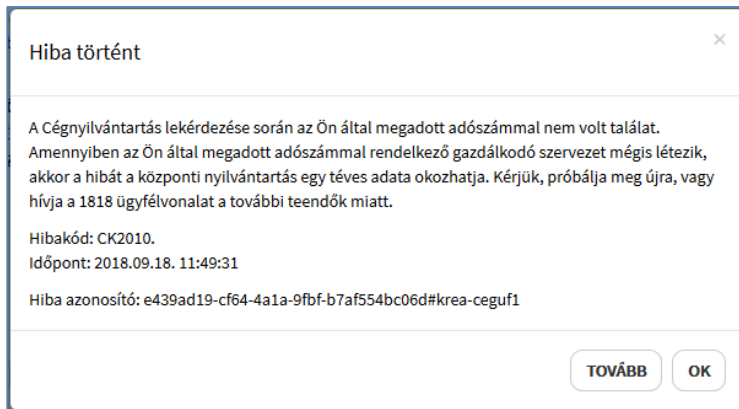 Hiba történt
×
A Cégnyilvántartás lekérdezése során az Ön által megadott adószámmal nem volt találat.
Amennyiben az Ön által megadott adószámmal rendelkező gazdálkodó szervezet mégis létezik,
akkor a hibát a központi nyilvántartás egy téves adata okozhatja. Kérjük, próbálja meg újra, vagy
hívja a 1818 ügyfélvonalat a további teendők miatt.
Hibakód: CK2010.
Időpont: 2018.09.18. 11:49:31
Hiba azonosító: e439ad19-cf64-4a1a-9fbf-b7af554bc06d#krea-ceguf1
TOVÁBB OK